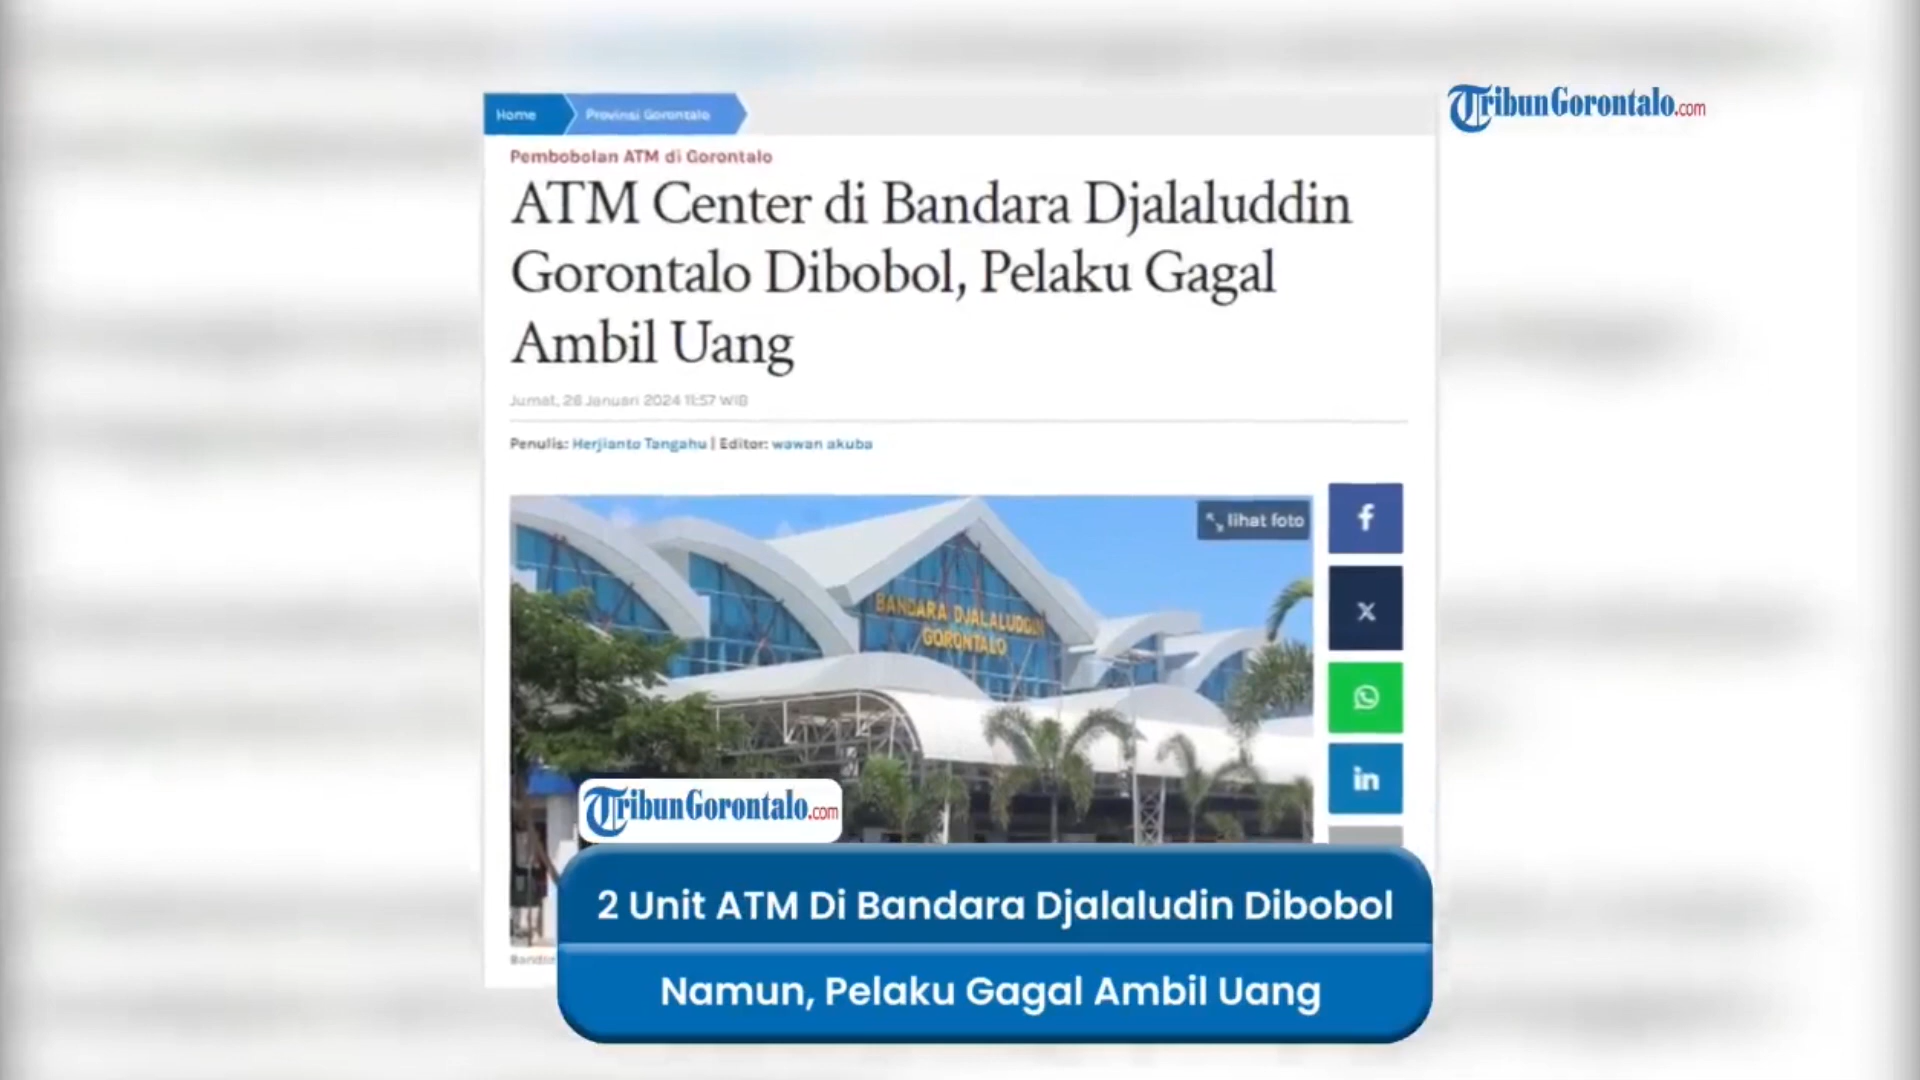 TribunGorontalo.com
Home
Provinsi Gorontalo
Pembobolan ATM di Gorontalo
ATM Center di Bandara Djalaluddin
Gorontalo Dibobol, Pelaku Gagal
Ambil Uang
Jumat, 26 Januari 2024 11:57 WIB
Penulis: Herjianto Tangahu | Editor: wawan akuba
lihat foto
BANDARA DJALALUDDIN
GORONTALO
TribunGorontalo.com
2 Unit ATM Di Bandara Djalaludin Dibobol
Namun, Pelaku Gagal Ambil Uang